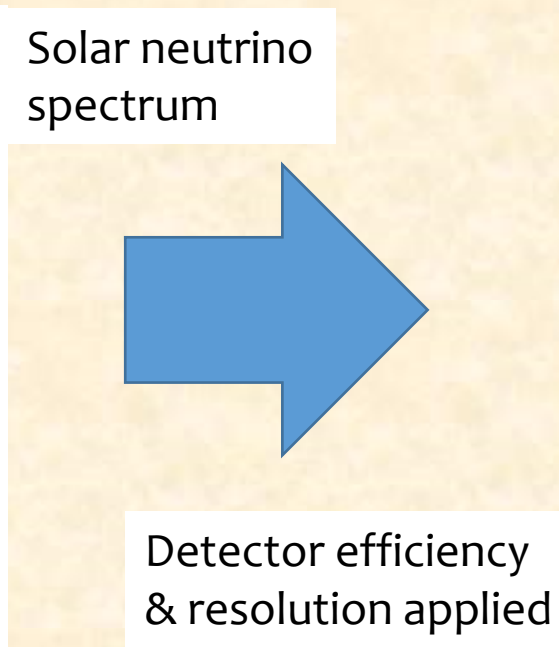 Solar neutrino
spectrum
Detector efficiency
& resolution applied